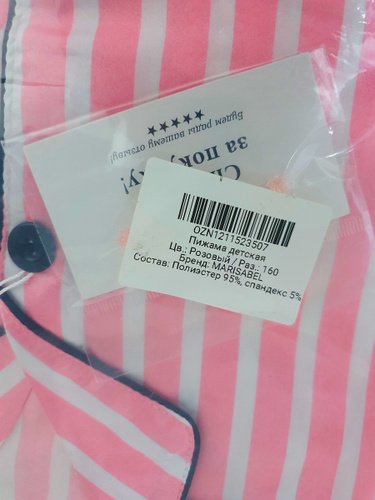 Спасибо
за покупку!
Будем рады вашему отзыву!
OZN1211523507
Пижама детская
Цв.: Розовый / Раз.: 160
Бренд: MARISABEL
Состав: Полиэстер 95%, спандекс 5%